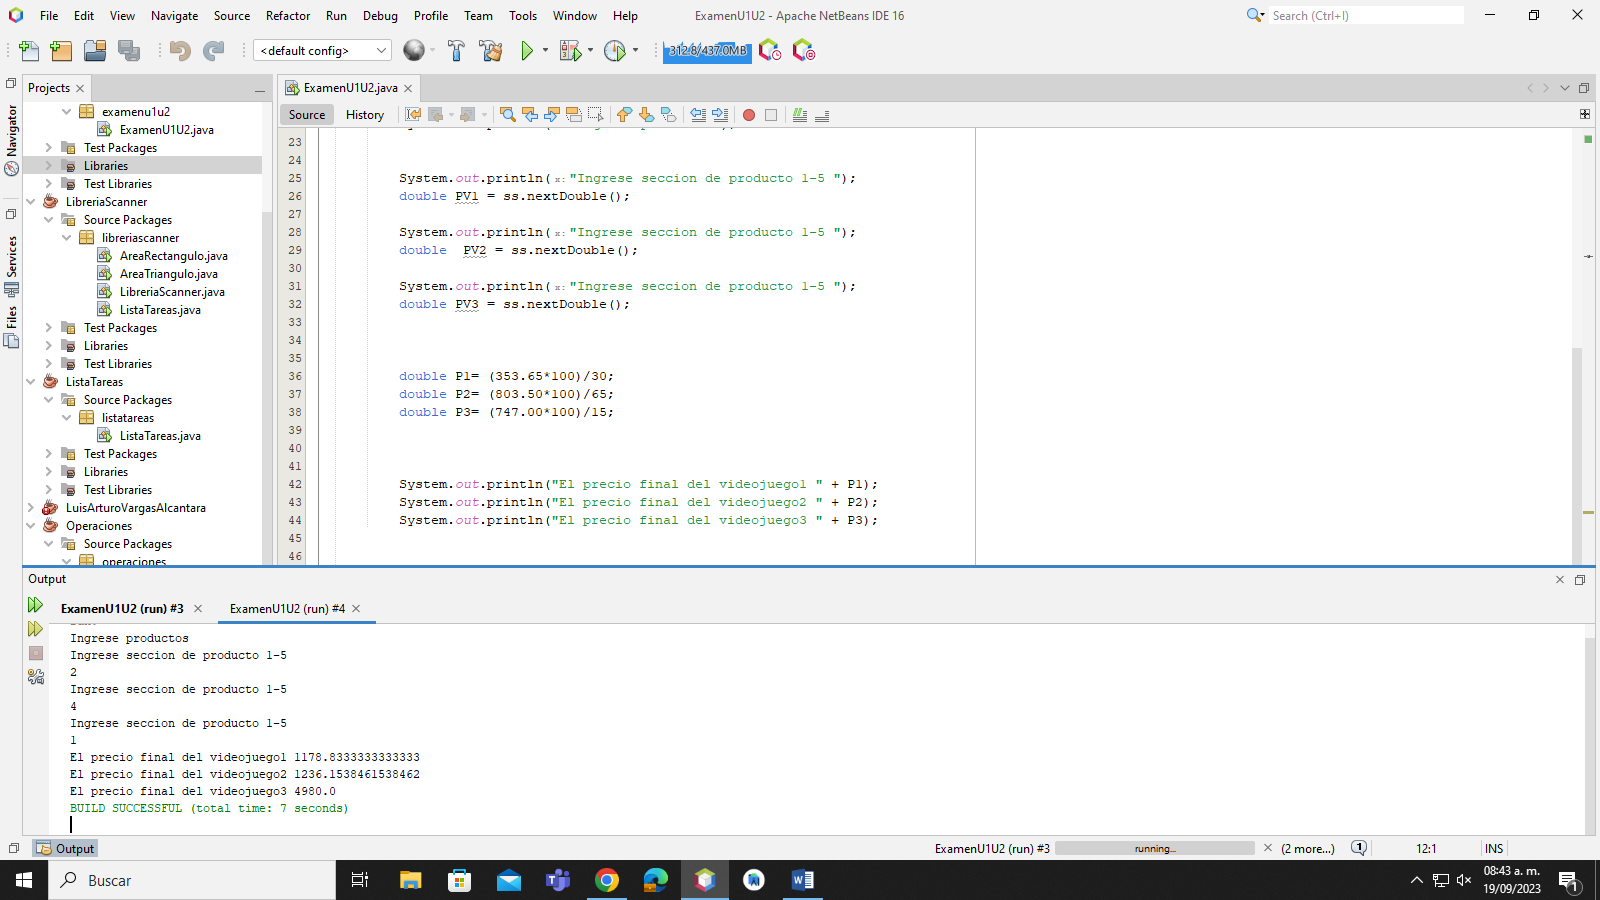 File Edit View Navigate Source Refactor Run Debug Profile Team Tools Window Help
ExamenU1U2 - Apache NetBeans IDE 16
Search (Ctrl+I)
<default config>
312.8/437.0MB
Projects
ExamenU1U2.java
Source History
Navigator
Services
Files
examenu1u2
ExamenU1U2.java
Test Packages
Libraries
Test Libraries
LibreriaScanner
Source Packages
libreriascanner
AreaRectangulo.java
AreaTriangulo.java
LibreriaScanner.java
ListaTareas.java
Test Packages
Libraries
Test Libraries
ListaTareas
Source Packages
listatareas
ListaTareas.java
Test Packages
Libraries
Test Libraries
LuisArturoVargasAlcantara
Operaciones
Source Packages
operaciones
23
24
25 System.out.println(x:"Ingrese seccion de producto 1-5 ");
26 double PV1 = ss.nextDouble();
27
28 System.out.println(x:"Ingrese seccion de producto 1-5 ");
29 double  PV2 = ss.nextDouble();
30
31 System.out.println(x:"Ingrese seccion de producto 1-5 ");
32 double PV3 = ss.nextDouble();
33
34
35
36 double P1= (353.65*100)/30;
37 double P2= (803.50*100)/65;
38 double P3= (747.00*100)/15;
39
40
41
42 System.out.println("El precio final del videojuego1 " + P1);
43 System.out.println("El precio final del videojuego2 " + P2);
44 System.out.println("El precio final del videojuego3 " + P3);
45
46
Output
ExamenU1U2 (run) #3
ExamenU1U2 (run) #4
Ingrese productos
Ingrese seccion de producto 1-5
2
Ingrese seccion de producto 1-5
4
Ingrese seccion de producto 1-5
1
El precio final del videojuego1 1178.8333333333333
El precio final del videojuego2 1236.1538461538462
El precio final del videojuego3 4980.0
BUILD SUCCESSFUL (total time: 7 seconds)
Output
ExamenU1U2 (run) #3 running... (2 more...) 1 12:1 INS
Buscar
08:43 a. m.
19/09/2023
1